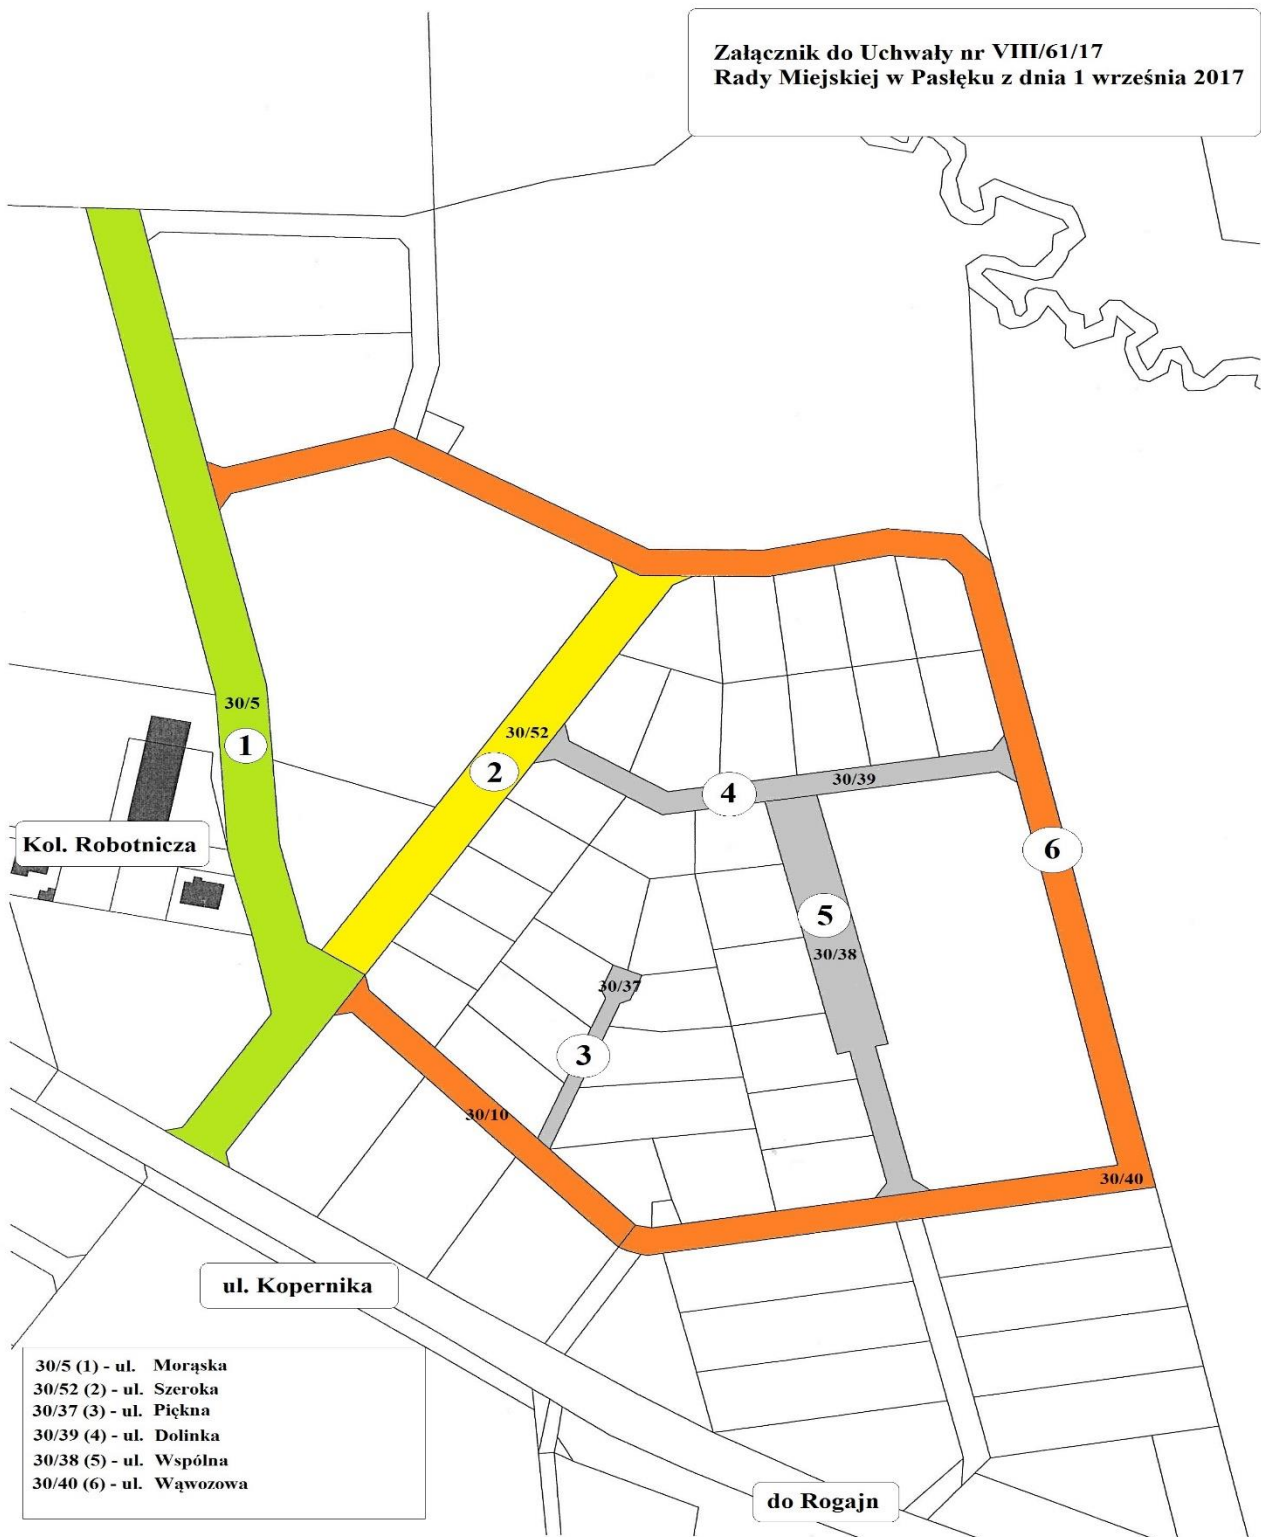 Załącznik do Uchwały nr VIII/61/17
Rady Miejskiej w Pasłęku z dnia 1 września 2017
30/5
1
30/52
2
30/39
4
Kol. Robotnicza
6
5
30/38
30/37
3
30/10
30/40
ul. Kopernika
30/5 (1) - ul. Morąska
30/52 (2) - ul. Szeroka
30/37 (3) - ul. Piękna
30/39 (4) - ul. Dolinka
30/38 (5) - ul. Wspólna
30/40 (6) - ul. Wąwozowa
do Rogajn